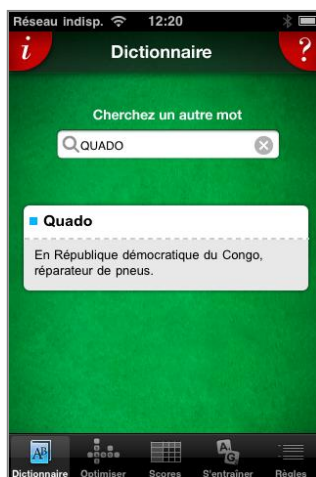 Réseau indisp. 12:20
i Dictionnaire ?
Cherchez un autre mot
QUADO
Quado
En République démocratique du Congo,
réparateur de pneus.
AB A G
Dictionnaire Optimiser Scores S'entraîner Règles